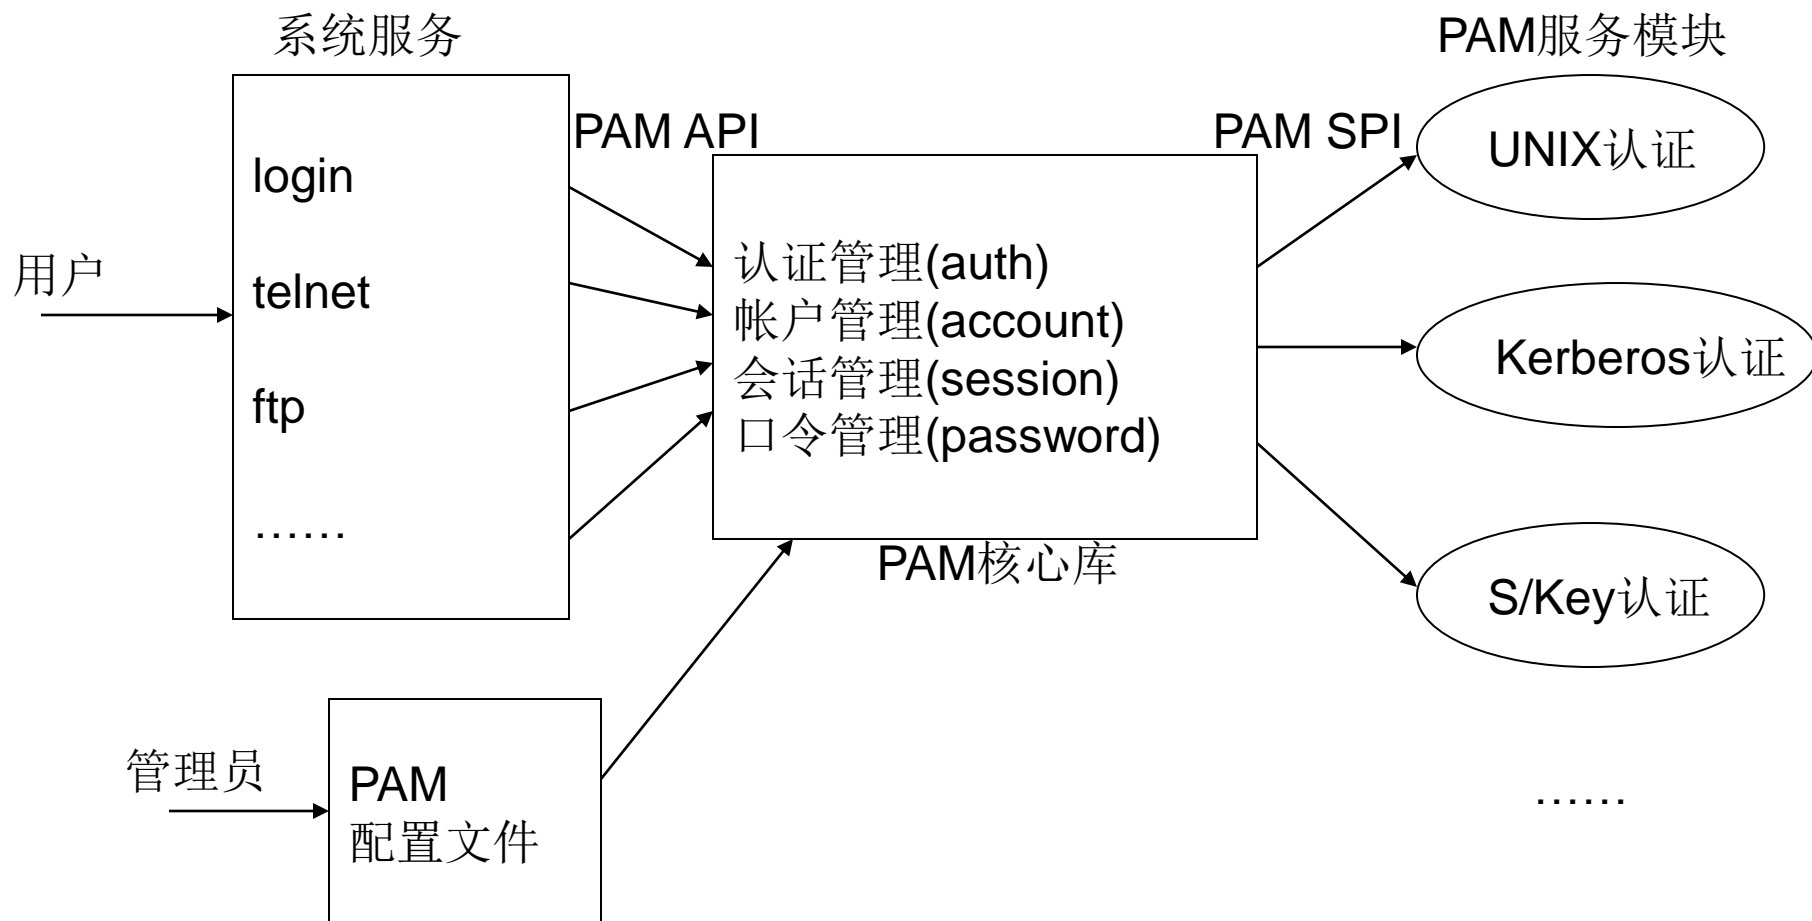 系统服务
PAM服务模块
PAM API
PAM SPI
UNIX认证
login
认证管理(auth)
用户
telnet
帐户管理(account)
Kerberos认证
会话管理(session)
ftp
口令管理(password)
……
PAM核心库
S/Key认证
管理员
PAM
配置文件
……